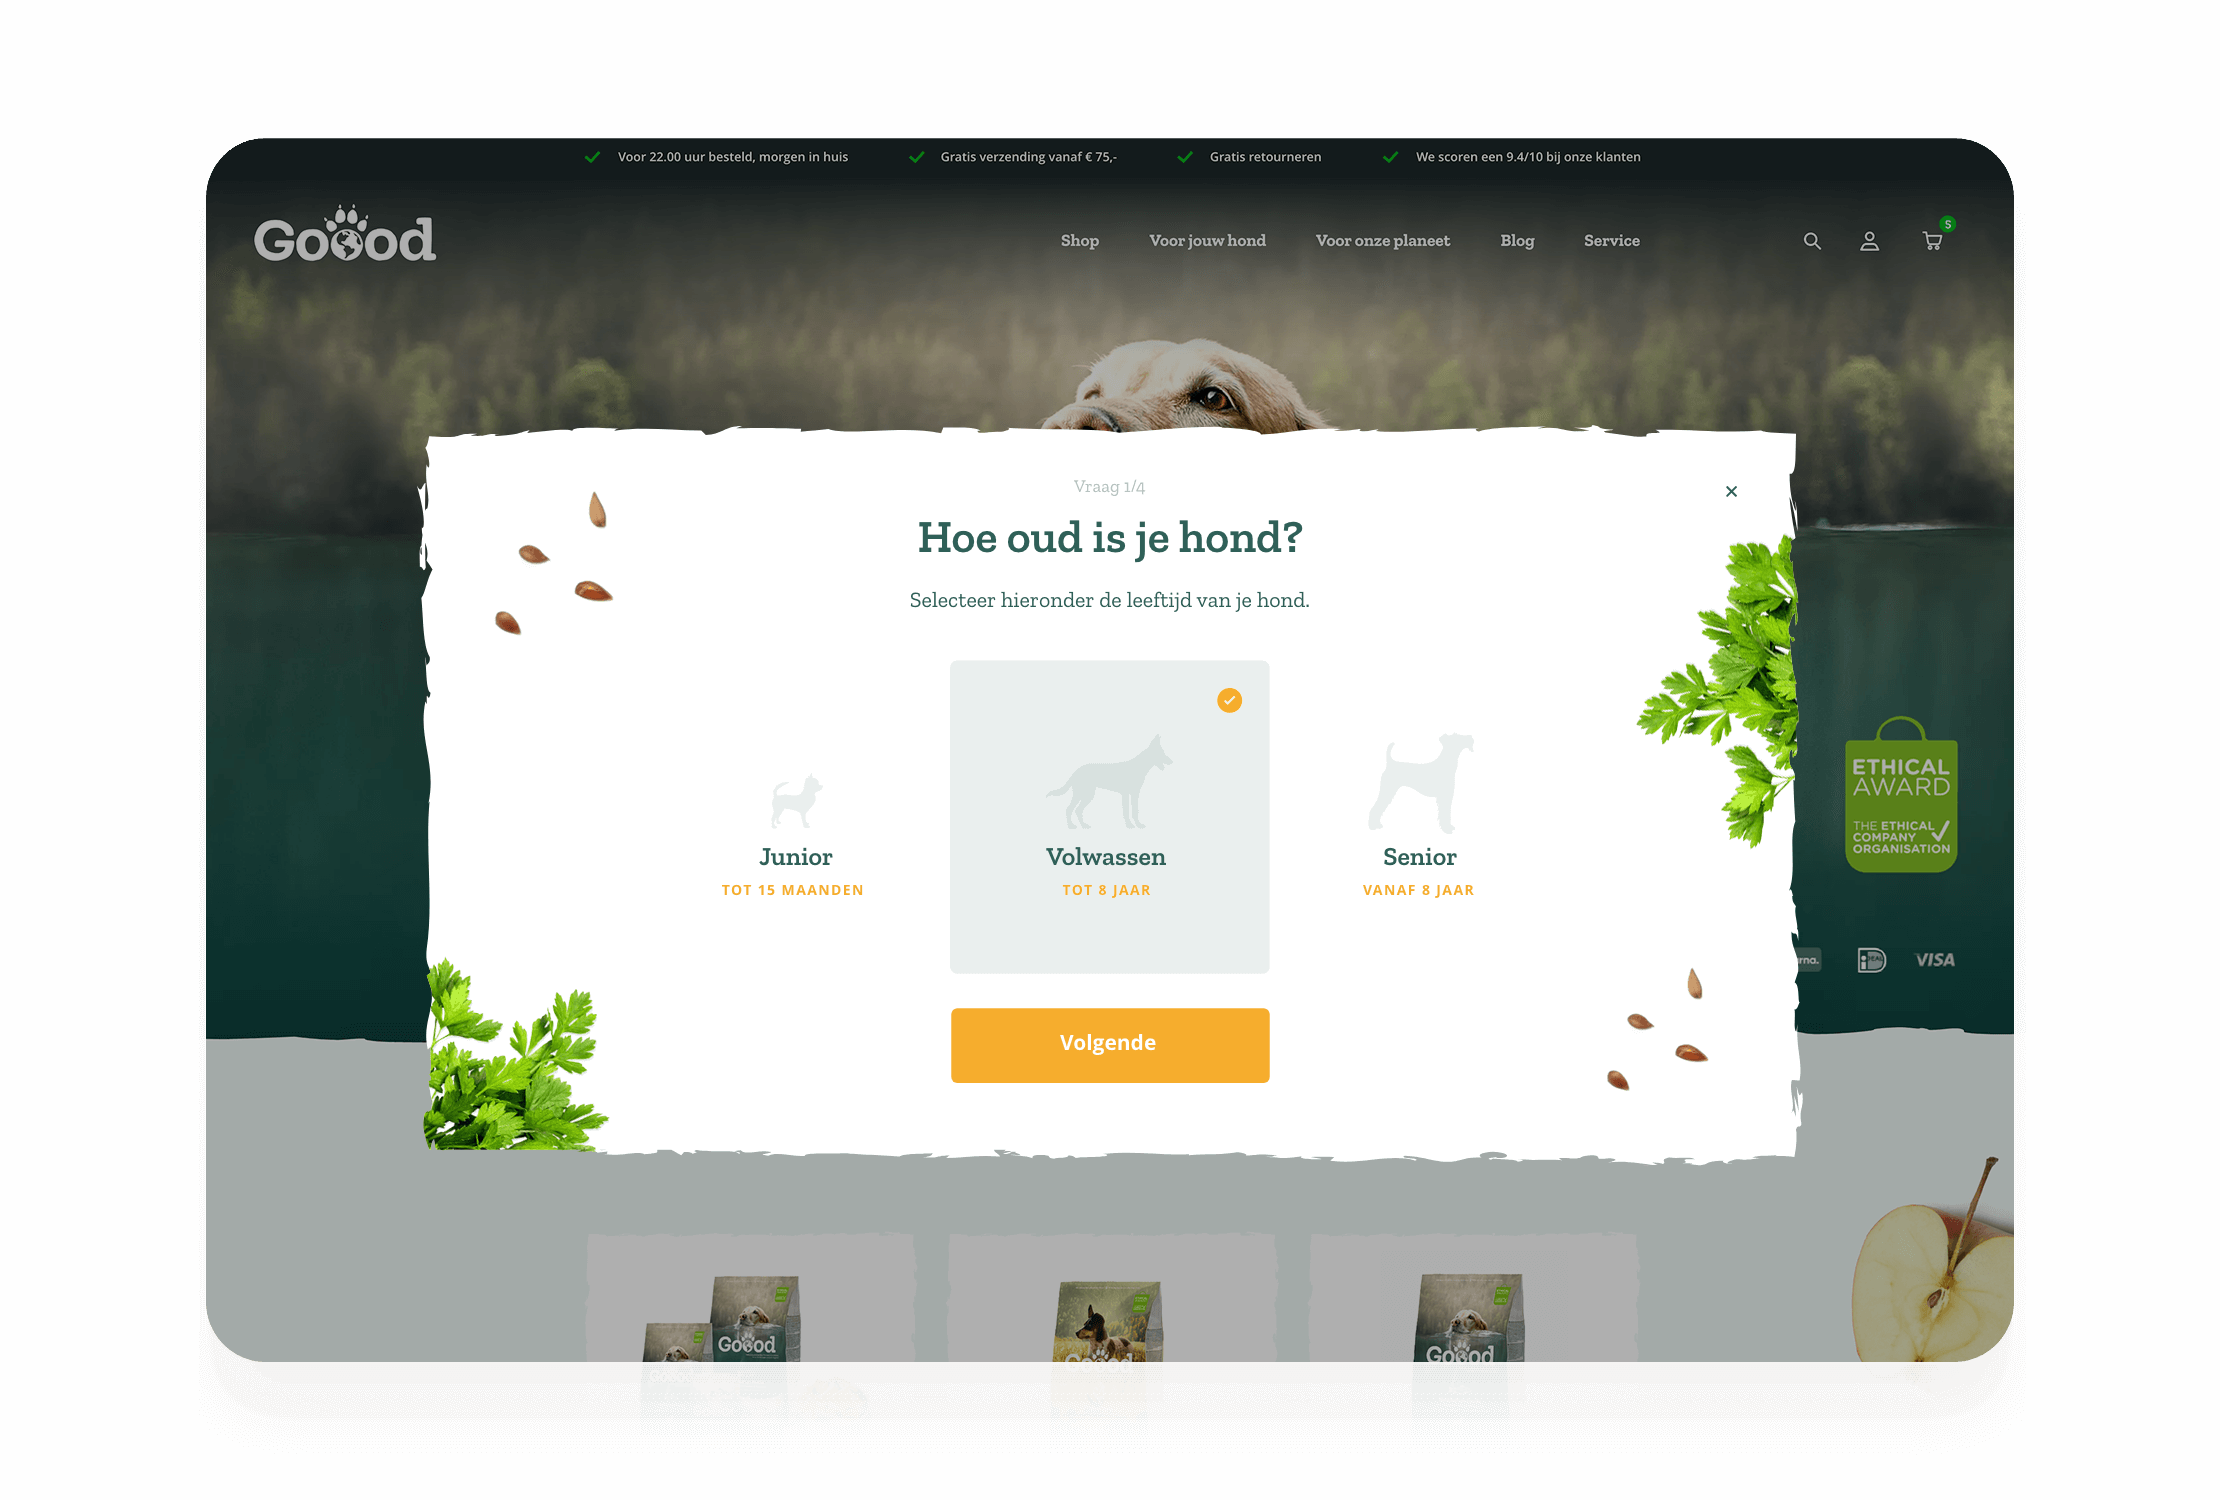 Voor 22.00 uur besteld, morgen in huis
Gratis verzending vanaf € 75,-
Gratis retourneren
We scoren een 9.4/10 bij onze klanten
Goood
Shop
Voor jouw hond
Voor onze planeet
Blog
Service
5
Vraag 1/4
Hoe oud is je hond?
Selecteer hieronder de leeftijd van je hond.
Junior
TOT 15 MAANDEN
Volwassen
TOT 8 JAAR
Senior
VANAF 8 JAAR
Volgende
ETHICAL
AWARD
THE ETHICAL
COMPANY
ORGANISATION
rna.
iDEAL
VISA
Goood
Goood
Goood